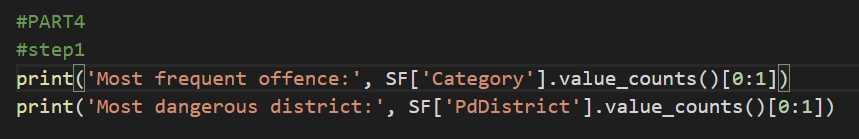 #PART4
#step1
print('Most frequent offence:', SF['Category'].value_counts()[0:1])
print('Most dangerous district:', SF['PdDistrict'].value_counts()[0:1])